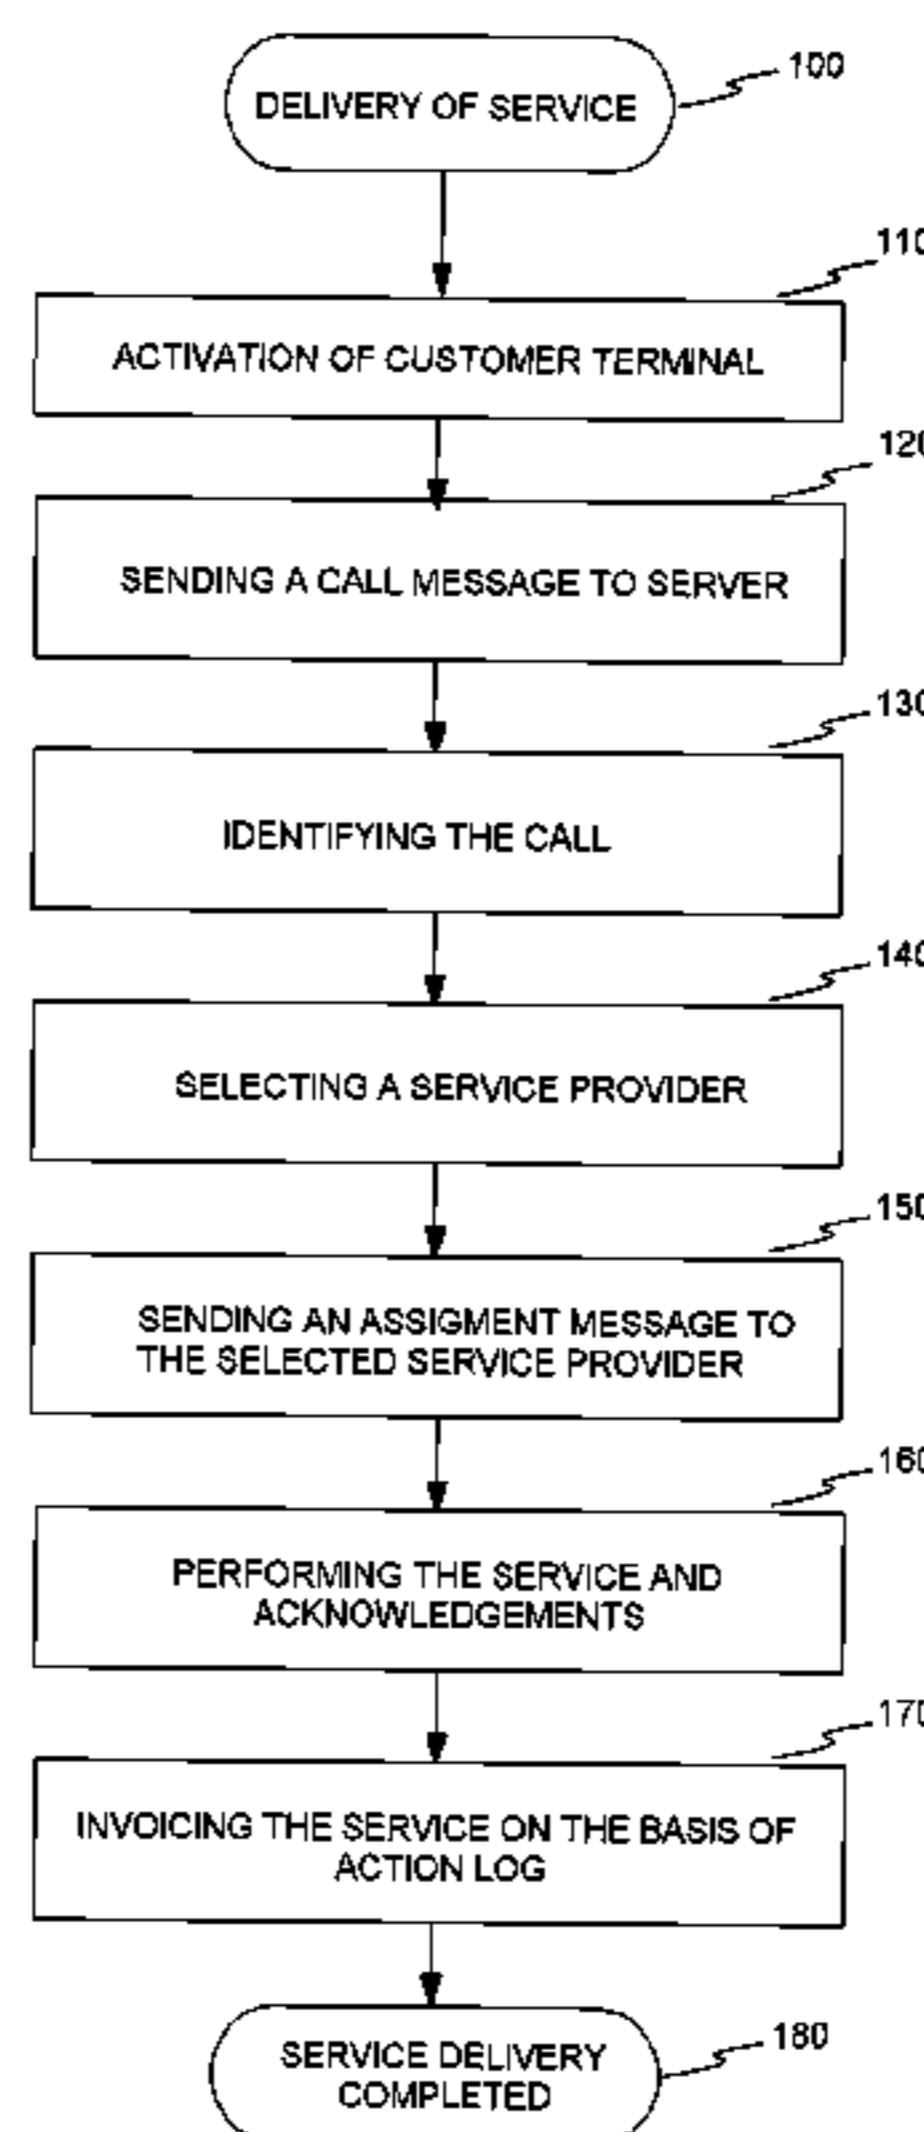 DELIVERY OF SERVICE
100
110
ACTIVATION OF CUSTOMER TERMINAL
120
SENDING A CALL MESSAGE TO SERVER
130
IDENTIFYING THE CALL
140
SELECTING A SERVICE PROVIDER
150
SENDING AN ASSIGMENT MESSAGE TO
THE SELECTED SERVICE PROVIDER
160
PERFORMING THE SERVICE AND
ACKNOWLEDGEMENTS
170
INVOICING THE SERVICE ON THE BASIS OF
ACTION LOG
180
SERVICE DELIVERY
COMPLETED